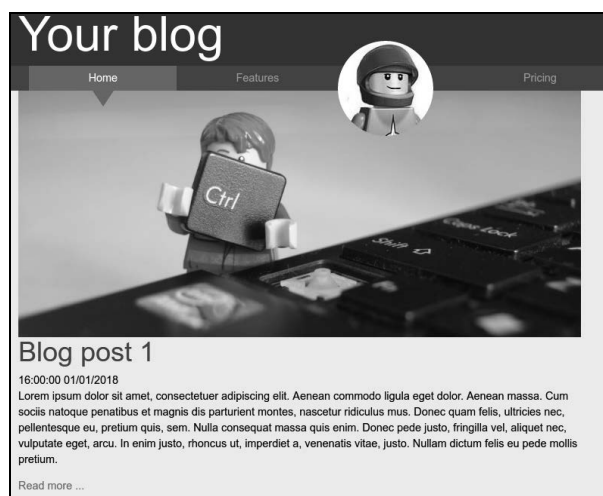 Your blog
Home Features Pricing
Ctrl
Shift
Caps Lock
Blog post 1
16:00:00 01/01/2018
Lorem ipsum dolor sit amet, consectetuer adipiscing elit. Aenean commodo ligula eget dolor. Aenean massa. Cum
sociis natoque penatibus et magnis dis parturient montes, nascetur ridiculus mus. Donec quam felis, ultricies nec,
pellentesque eu, pretium quis, sem. Nulla consequat massa quis enim. Donec pede justo, fringilla vel, aliquet nec,
vulputate eget, arcu. In enim justo, rhoncus ut, imperdiet a, venenatis vitae, justo. Nullam dictum felis eu pede mollis
pretium.
Read more ...